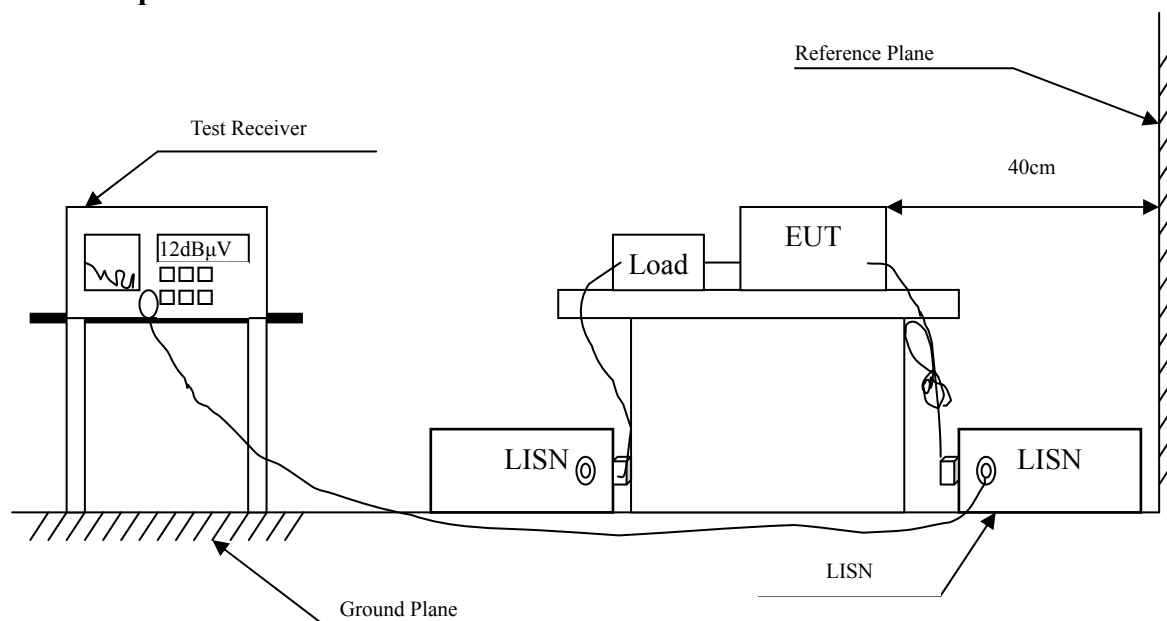 Reference Plane
Test Receiver
40cm
12dBµV
EUT
Load
LISN
LISN
LISN
Ground Plane